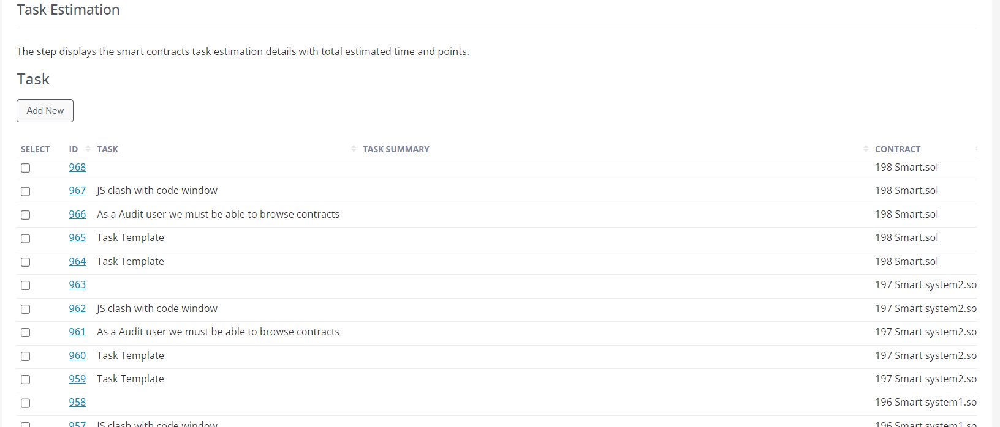 Task Estimation
The step displays the smart contracts task estimation details with total estimated time and points.
Task
Add New
SELECT ID TASK TASK SUMMARY CONTRACT
968 198 Smart.sol
967 JS clash with code window 198 Smart.sol
966 As a Audit user we must be able to browse contracts 198 Smart.sol
965 Task Template 198 Smart.sol
964 Task Template 198 Smart.sol
963 197 Smart system2.so
962 JS clash with code window 197 Smart system2.so
961 As a Audit user we must be able to browse contracts 197 Smart system2.so
960 Task Template 197 Smart system2.so
959 Task Template 197 Smart system2.so
958 196 Smart system1.so
957 JS clash with code window 196 Smart system1.so